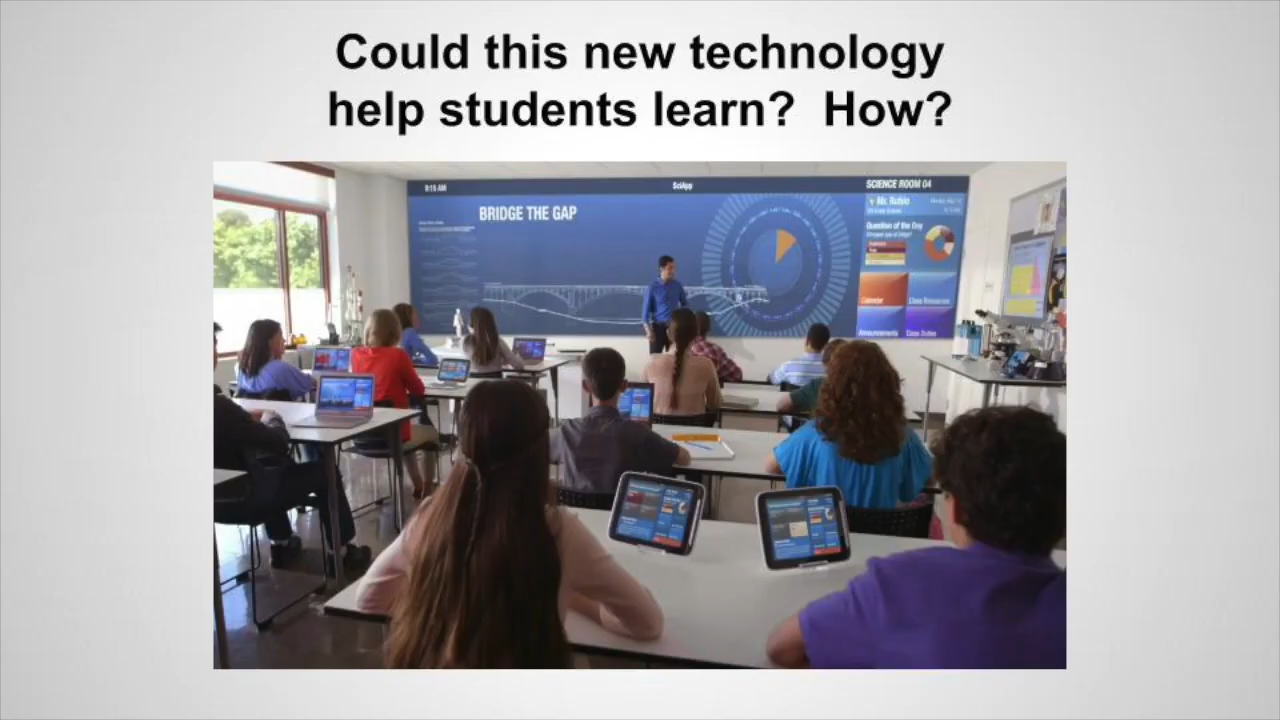 Could this new technology
help students learn?  How?
9:15 AM
SciApp
SCIENCE ROOM 04
BRIDGE THE GAP
Mr. Rubio
Question of the Day
Calendar
Class Resources
Announcements
Class Duties